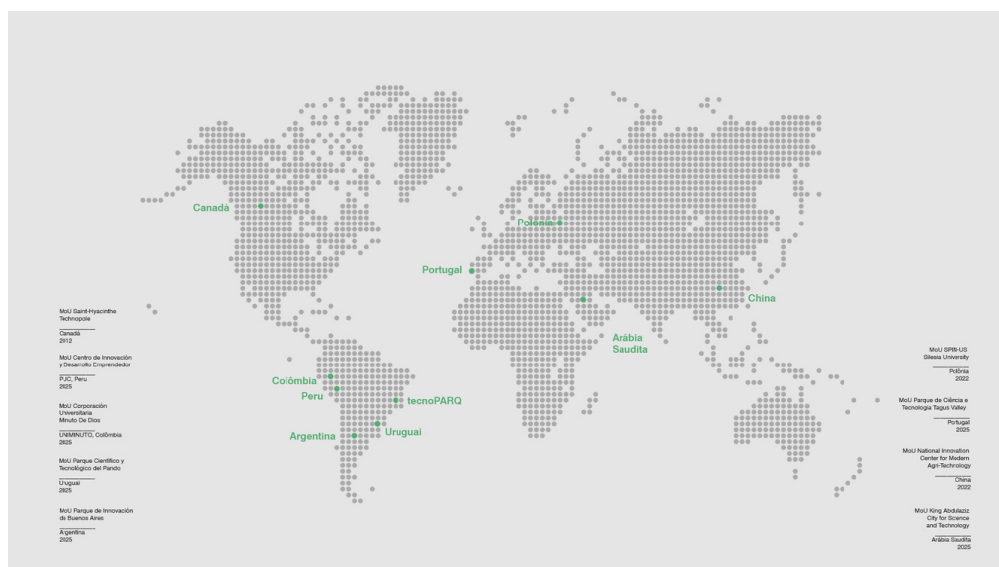 Canadá
Polônia
Portugal
China
Arábia
Saudita
Colômbia
Peru
tecnoPARQ
Argentina
Uruguai
MoU Saint-Hyacinthe
Technopole
Canadá
2012
MoU Centro de Innovación
y Desarrollo Emprendedor
PUC, Peru
2025
MoU Corporación
Universitaria
Minuto De Dios
UNIMINUTO, Colômbia
2025
MoU Parque Científico y
Tecnológico del Pando
Uruguai
2025
MoU Parque de Innovación
de Buenos Aires
Argentina
2025
MoU SPIN-US
Silesia University
Polônia
2022
MoU Parque de Ciência e
Tecnologia Tagus Valley
Portugal
2025
MoU National Innovation
Center for Modern
Agri-Technology
China
2022
MoU King Abdulaziz
City for Science
and Technology
Arábia Saudita
2025